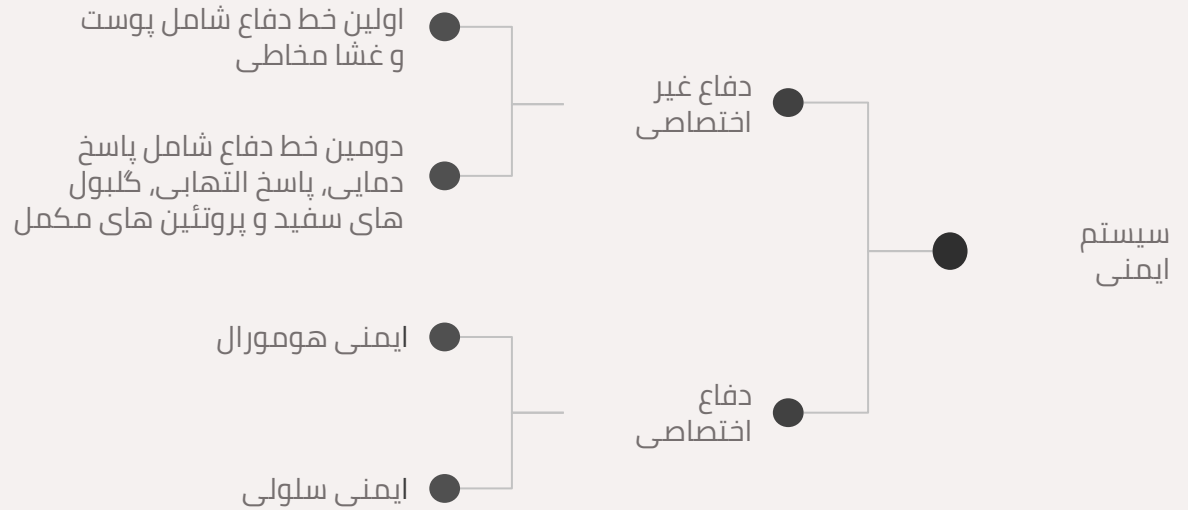 سیستم
ایمنی
دفاع غیر
اختصاصی
اولین خط دفاع شامل پوست
و غشا مخاطی
دومین خط دفاع شامل پاسخ
دمایی، پاسخ التهابی، گلبول
های سفید و پروتئین های مکمل
دفاع
اختصاصی
ایمنی هومورال
ایمنی سلولی